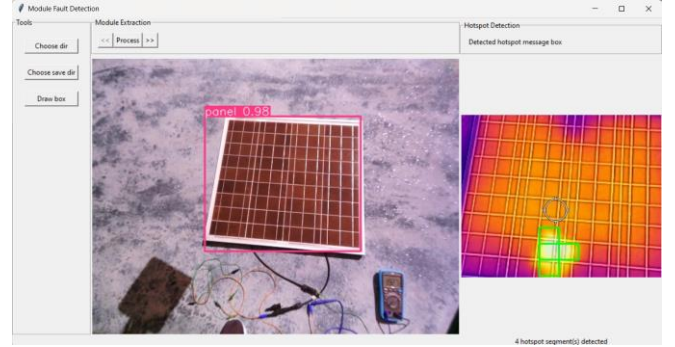 Module Fault Detection
Tools
Module Extraction
Hotspot Detection
Choose dir
<< Process >>
Detected hotspot message box
Choose save dir
Draw box
panel 0.98
4 hotspot segment(s) detected